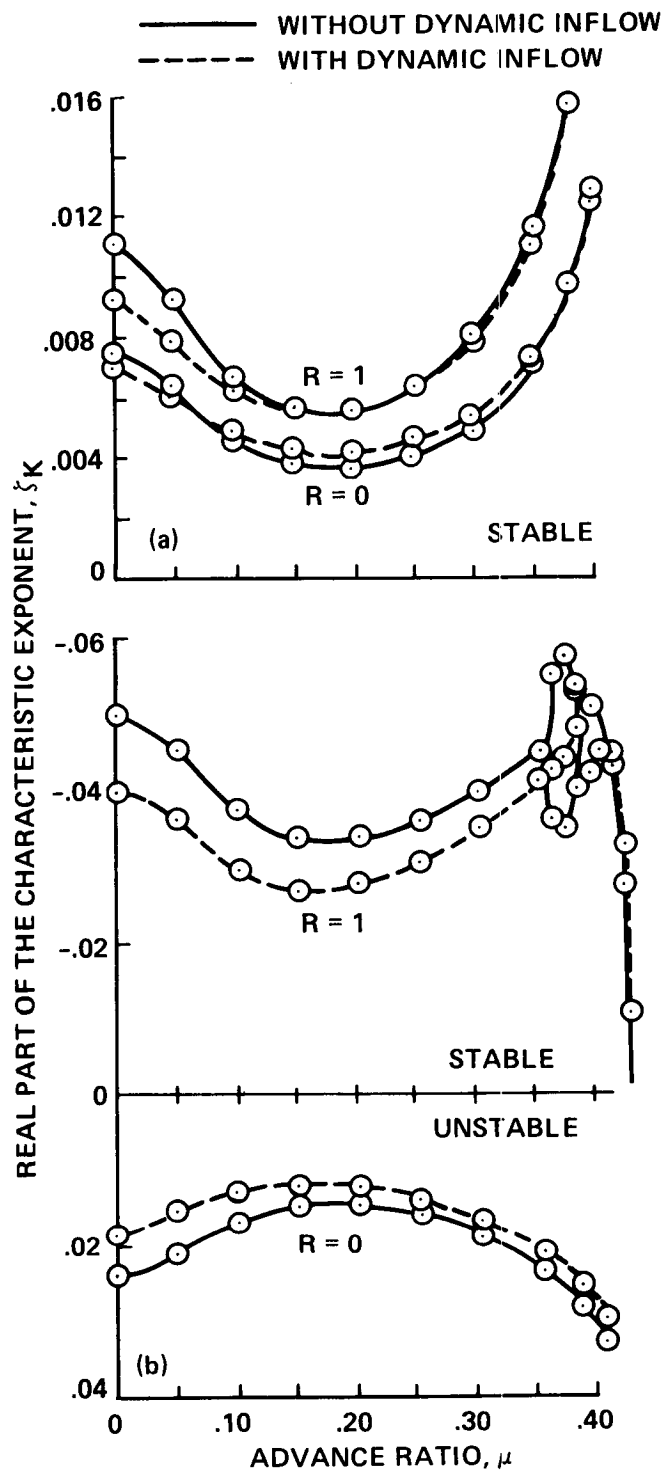 WITHOUT DYNAMIC INFLOW
WITH DYNAMIC INFLOW
REAL PART OF THE CHARACTERISTIC EXPONENT, ζK
.016
.012
.008
.004
0
R = 1
R = 0
(a)
STABLE
-.06
-.04
-.02
0
.02
.04
R = 1
STABLE
UNSTABLE
R = 0
(b)
0
.10
.20
.30
.40
ADVANCE RATIO, μ